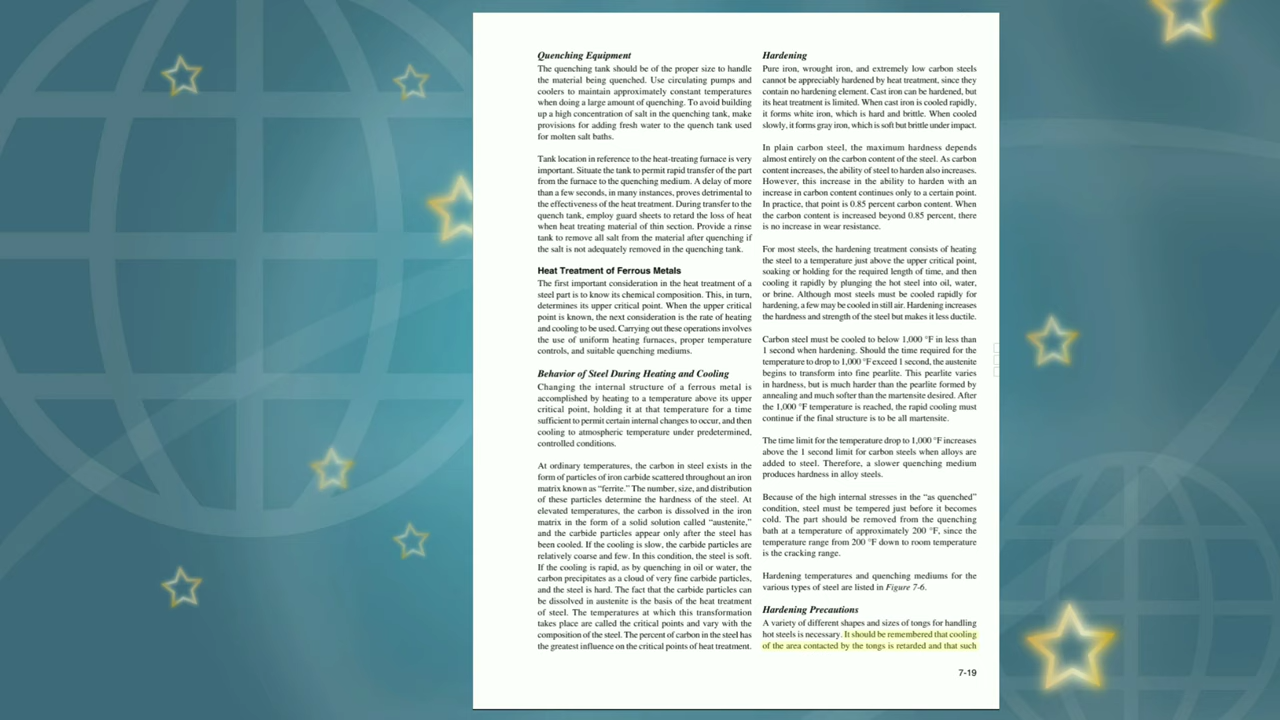 Quenching Equipment
The quenching tank should be of the proper size to handle
the material being quenched. Use circulating pumps and
coolers to maintain approximately constant temperatures
when doing a large amount of quenching. To avoid building
up a high concentration of salt in the quenching tank, make
provisions for adding fresh water to the quench tank used
for molten salt baths.
Tank location in reference to the heat-treating furnace is very
important. Situate the tank to permit rapid transfer of the part
from the furnace to the quenching medium. A delay of more
than a few seconds, in many instances, proves detrimental to
the effectiveness of the heat treatment. During transfer to the
quench tank, employ guard sheets to retard the loss of heat
when heat treating material of thin section. Provide a rinse
tank to remove all salt from the material after quenching if
the salt is not adequately removed in the quenching tank.
Heat Treatment of Ferrous Metals
The first important consideration in the heat treatment of a
steel part is to know its chemical composition. This, in turn,
determines its upper critical point. When the upper critical
point is known, the next consideration is the rate of heating
and cooling to be used. Carrying out these operations involves
the use of uniform heating furnaces, proper temperature
controls, and suitable quenching mediums.
Behavior of Steel During Heating and Cooling
Changing the internal structure of a ferrous metal is
accomplished by heating to a temperature above its upper
critical point, holding it at that temperature for a time
sufficient to permit certain internal changes to occur, and then
cooling to atmospheric temperature under predetermined,
controlled conditions.
At ordinary temperatures, the carbon in steel exists in the
form of particles of iron carbide scattered throughout an iron
matrix known as “ferrite.” The number, size, and distribution
of these particles determine the hardness of the steel. At
elevated temperatures, the carbon is dissolved in the iron
matrix in the form of a solid solution called “austenite,”
and the carbide particles appear only after the steel has
been cooled. If the cooling is slow, the carbide particles are
relatively coarse and few. In this condition, the steel is soft.
If the cooling is rapid, as by quenching in oil or water, the
carbon precipitates as a cloud of very fine carbide particles,
and the steel is hard. The fact that the carbide particles can
be dissolved in austenite is the basis of the heat treatment
of steel. The temperatures at which this transformation
takes place are called the critical points and vary with the
composition of the steel. The percent of carbon in the steel has
the greatest influence on the critical points of heat treatment.
Hardening
Pure iron, wrought iron, and extremely low carbon steels
cannot be appreciably hardened by heat treatment, since they
contain no hardening element. Cast iron can be hardened, but
its heat treatment is limited. When cast iron is cooled rapidly,
it forms white iron, which is hard and brittle. When cooled
slowly, it forms gray iron, which is soft but brittle under impact.
In plain carbon steel, the maximum hardness depends
almost entirely on the carbon content of the steel. As carbon
content increases, the ability of steel to harden also increases.
However, this increase in the ability to harden with an
increase in carbon content continues only to a certain point.
In practice, that point is 0.85 percent carbon content. When
the carbon content is increased beyond 0.85 percent, there
is no increase in wear resistance.
For most steels, the hardening treatment consists of heating
the steel to a temperature just above the upper critical point,
soaking or holding for the required length of time, and then
cooling it rapidly by plunging the hot steel into oil, water,
or brine. Although most steels must be cooled rapidly for
hardening, a few may be cooled in still air. Hardening increases
the hardness and strength of the steel but makes it less ductile.
Carbon steel must be cooled to below 1,000 °F in less than
1 second when hardening. Should the time required for the
temperature to drop to 1,000 °F exceed 1 second, the austenite
begins to transform into fine pearlite. This pearlite varies
in hardness, but is much harder than the pearlite formed by
annealing and much softer than the martensite desired. After
the 1,000 °F temperature is reached, the rapid cooling must
continue if the final structure is to be all martensite.
The time limit for the temperature drop to 1,000 °F increases
above the 1 second limit for carbon steels when alloys are
added to steel. Therefore, a slower quenching medium
produces hardness in alloy steels.
Because of the high internal stresses in the “as quenched”
condition, steel must be tempered just before it becomes
cold. The part should be removed from the quenching
bath at a temperature of approximately 200 °F, since the
temperature range from 200 °F down to room temperature
is the cracking range.
Hardening temperatures and quenching mediums for the
various types of steel are listed in Figure 7-6.
Hardening Precautions
A variety of different shapes and sizes of tongs for handling
hot steels is necessary. It should be remembered that cooling
of the area contacted by the tongs is retarded and that such
7-19